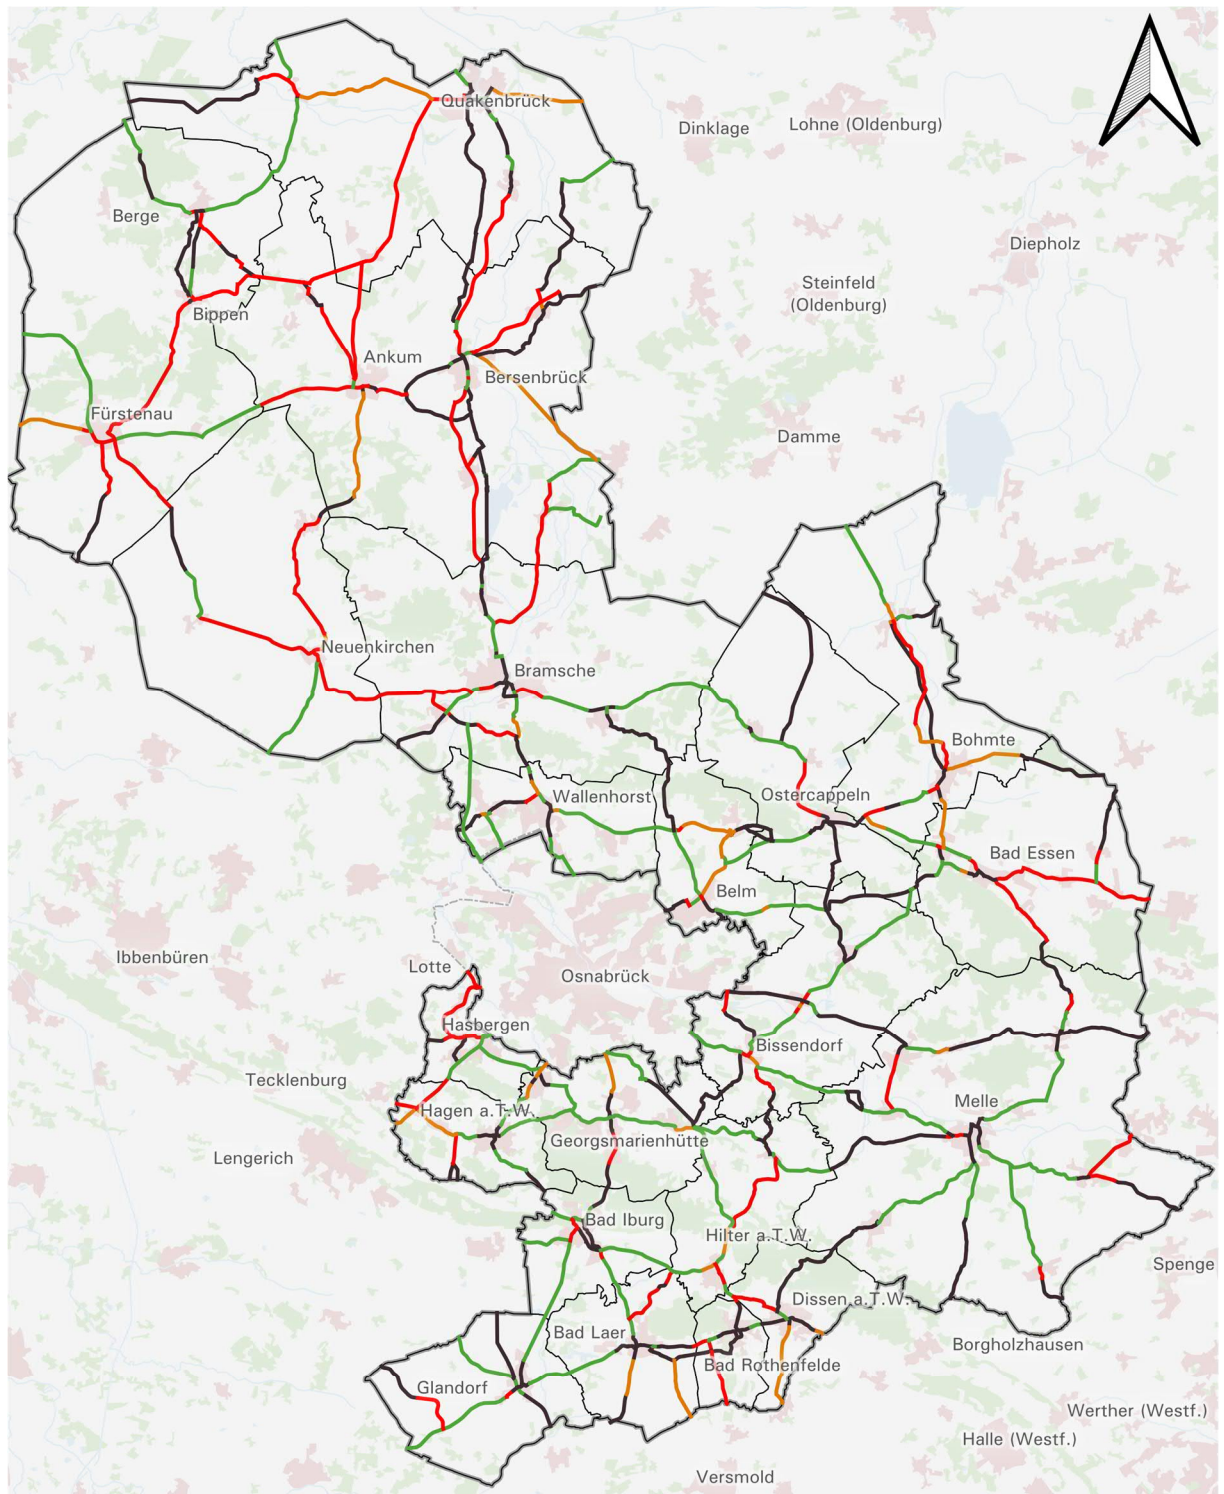 Quakenbrück
Dinklage
Lohne (Oldenburg)
Berge
Diepholz
Steinfeld
(Oldenburg)
Bippen
Ankum
Bersenbrück
Fürstenau
Damme
Neuenkirchen
Bramsche
Bohmte
Wallenhorst
Ostercappeln
Bad Essen
Belm
Ibbenbüren
Lotte
Osnabrück
Hasbergen
Bissendorf
Tecklenburg
Hagen a.T.W.
Melle
Georgsmarienhütte
Lengerich
Bad Iburg
Hilter a.T.W.
Spenge
Dissen a.T.W.
Bad Laer
Borgholzhausen
Bad Rothenfelde
Glandorf
Werther (Westf.)
Halle (Westf.)
Versmold